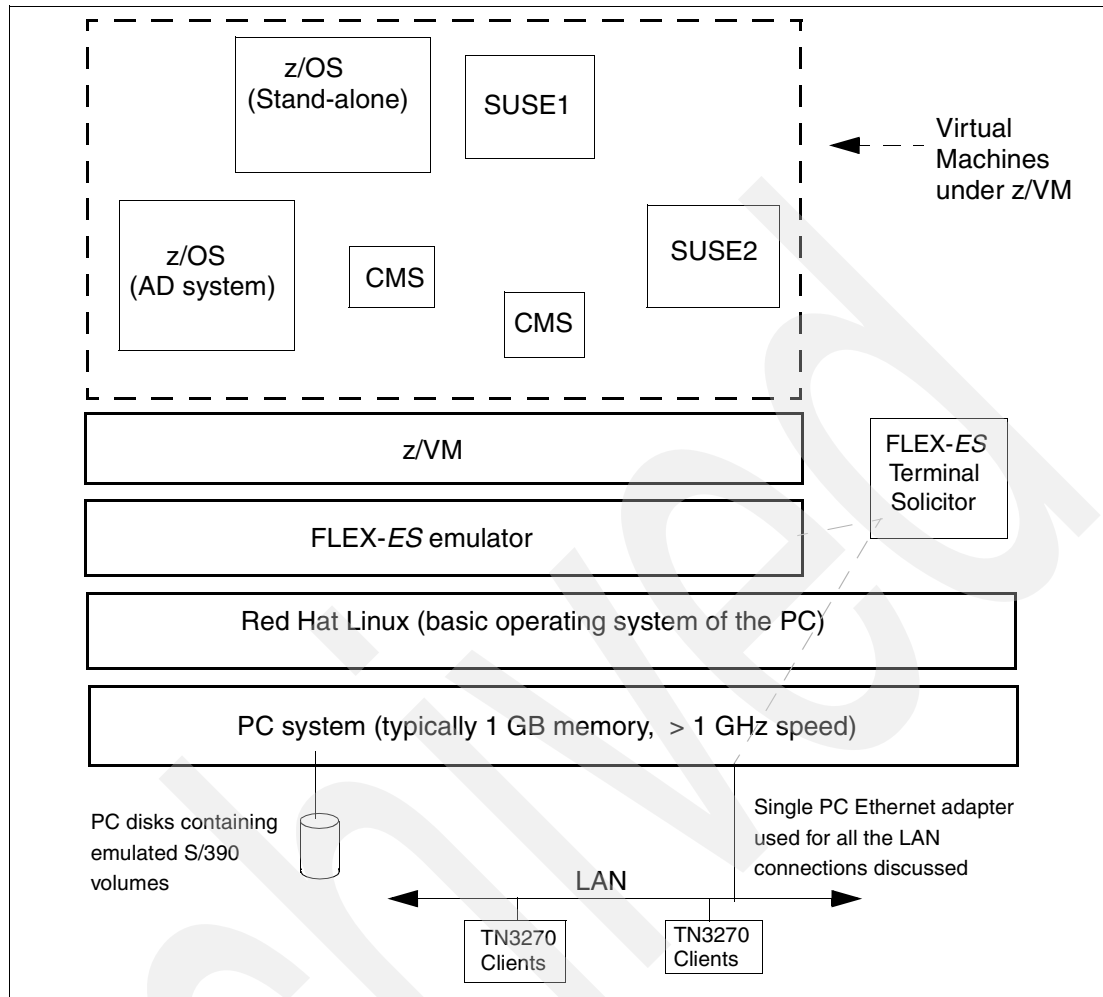 z/OS
(Stand-alone)
SUSE1
Virtual
Machines
under z/VM
z/OS
(AD system)
CMS
SUSE2
CMS
z/VM
FLEX-ES
Terminal
Solicitor
FLEX-ES emulator
Red Hat Linux (basic operating system of the PC)
PC system (typically 1 GB memory, > 1 GHz speed)
PC disks containing
emulated S/390
volumes
Single PC Ethernet adapter
used for all the LAN
connections discussed
LAN
TN3270
Clients
TN3270
Clients